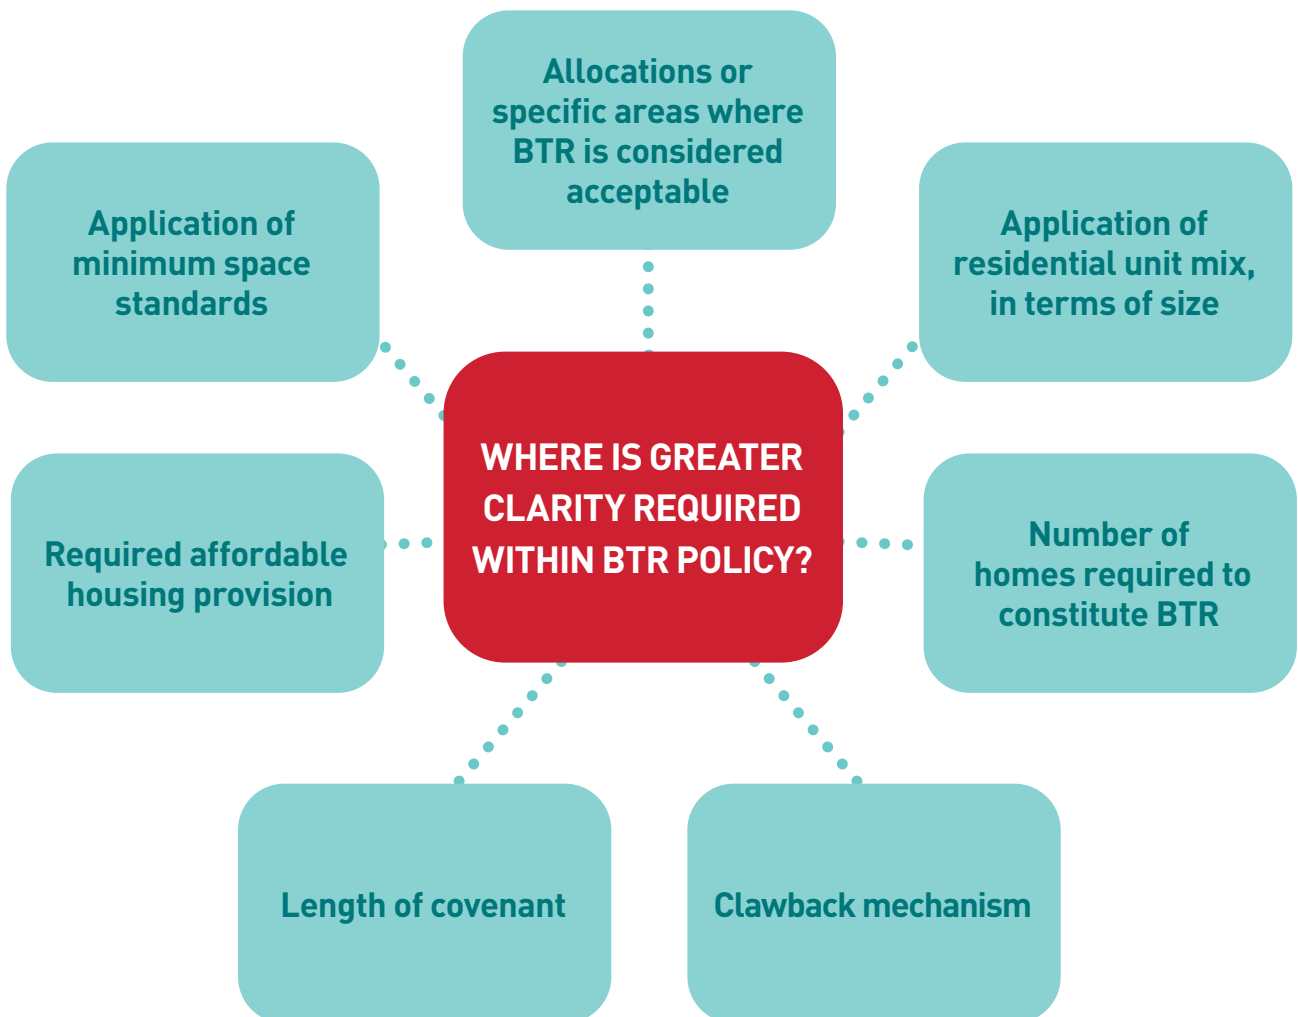 Allocations or
specific areas where
BTR is considered
acceptable
Application of
minimum space
standards
Application of
residential unit mix,
in terms of size
WHERE IS GREATER
CLARITY REQUIRED
WITHIN BTR POLICY?
Required affordable
housing provision
Number of
homes required to
constitute BTR
Length of covenant
Clawback mechanism